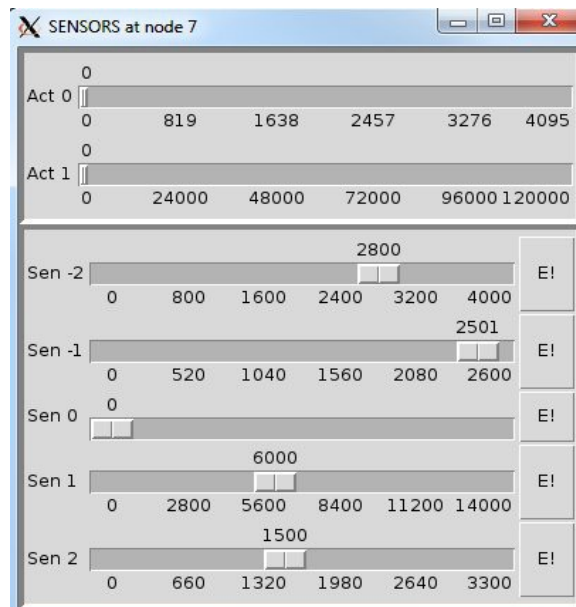 SENSORS at node 7
0
Act 0
0 819 1638 2457 3276 4095
0
Act 1
0 24000 48000 72000 96000 120000
2800
Sen -2 E!
0 800 1600 2400 3200 4000
2501
Sen -1 E!
0 520 1040 1560 2080 2600
0
Sen 0 E!
6000
Sen 1 E!
0 2800 5600 8400 11200 14000
1500
Sen 2 E!
0 660 1320 1980 2640 3300